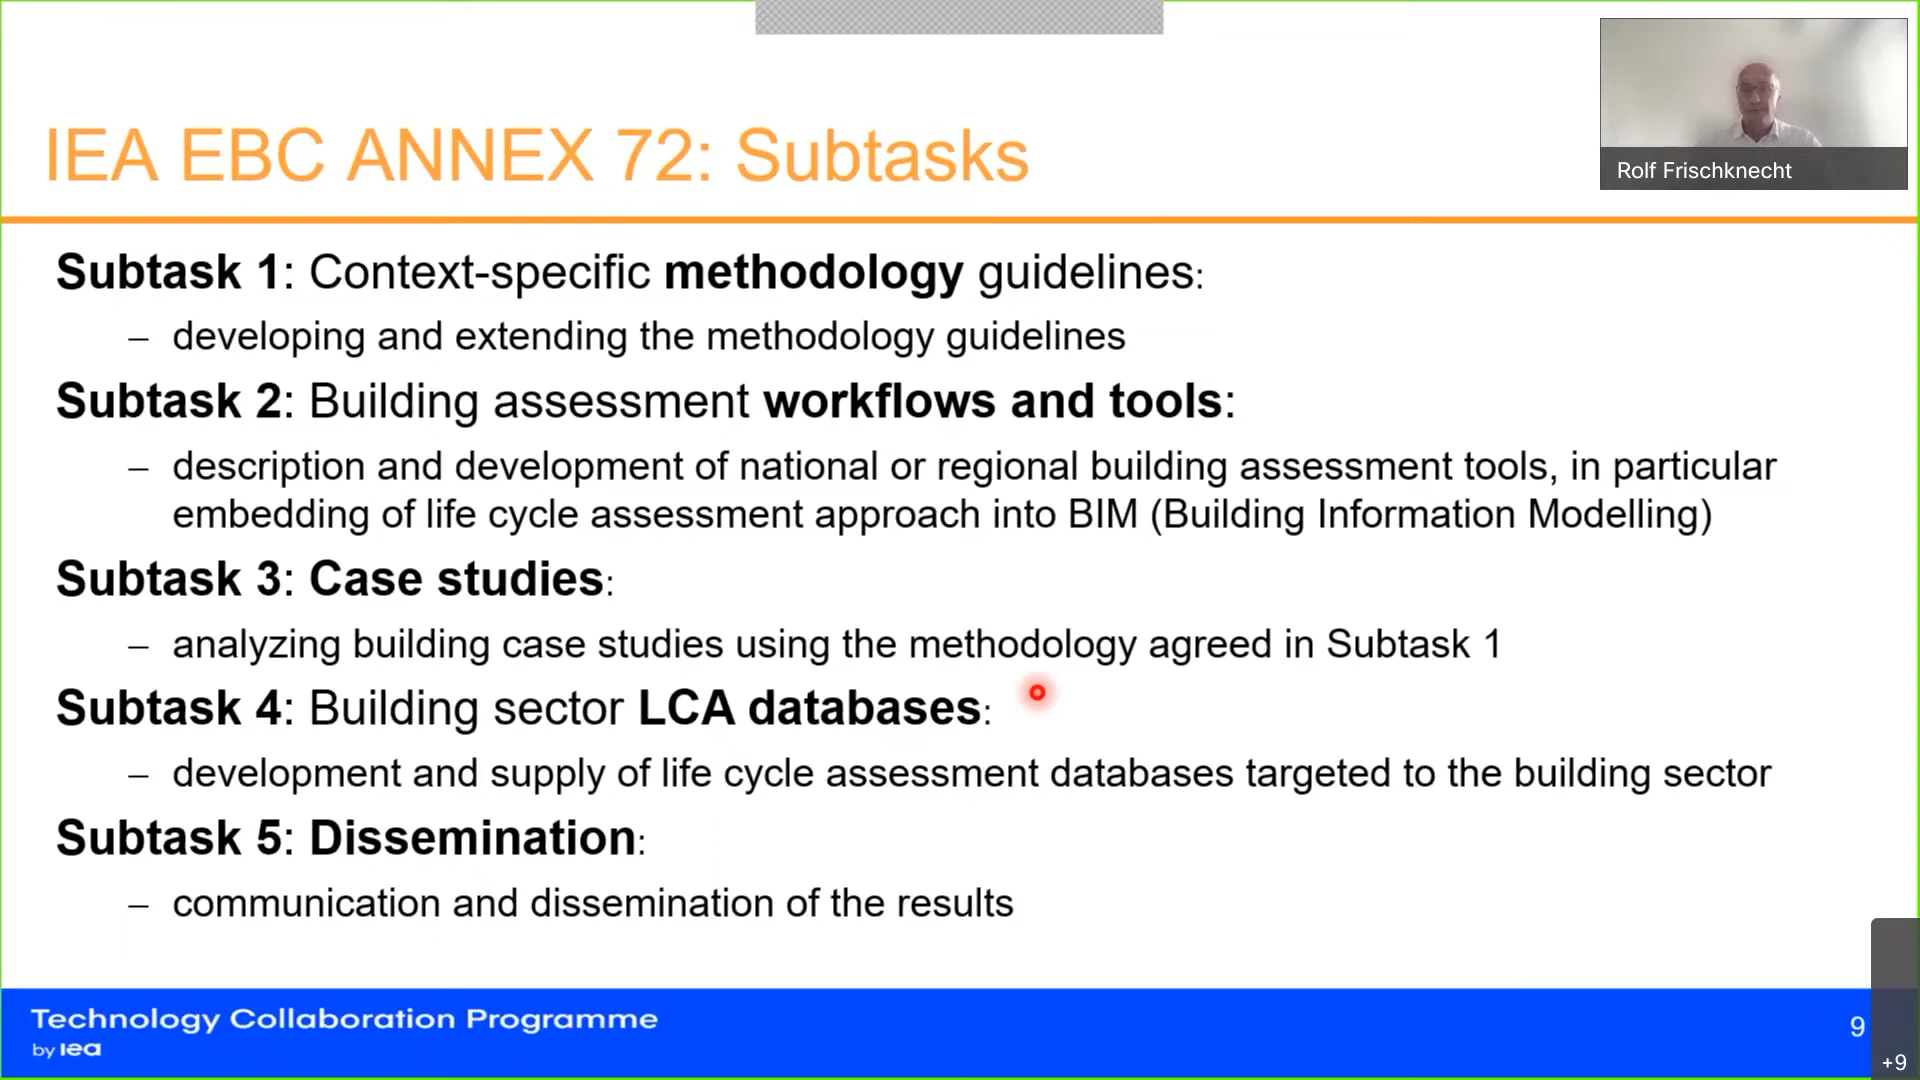 IEA EBC ANNEX 72: Subtasks
Rolf Frischknecht
Subtask 1: Context-specific methodology guidelines:
– developing and extending the methodology guidelines
Subtask 2: Building assessment workflows and tools:
– description and development of national or regional building assessment tools, in particular
embedding of life cycle assessment approach into BIM (Building Information Modelling)
Subtask 3: Case studies:
– analyzing building case studies using the methodology agreed in Subtask 1
Subtask 4: Building sector LCA databases:
– development and supply of life cycle assessment databases targeted to the building sector
Subtask 5: Dissemination:
– communication and dissemination of the results
Technology Collaboration Programme
by iea
9
+9